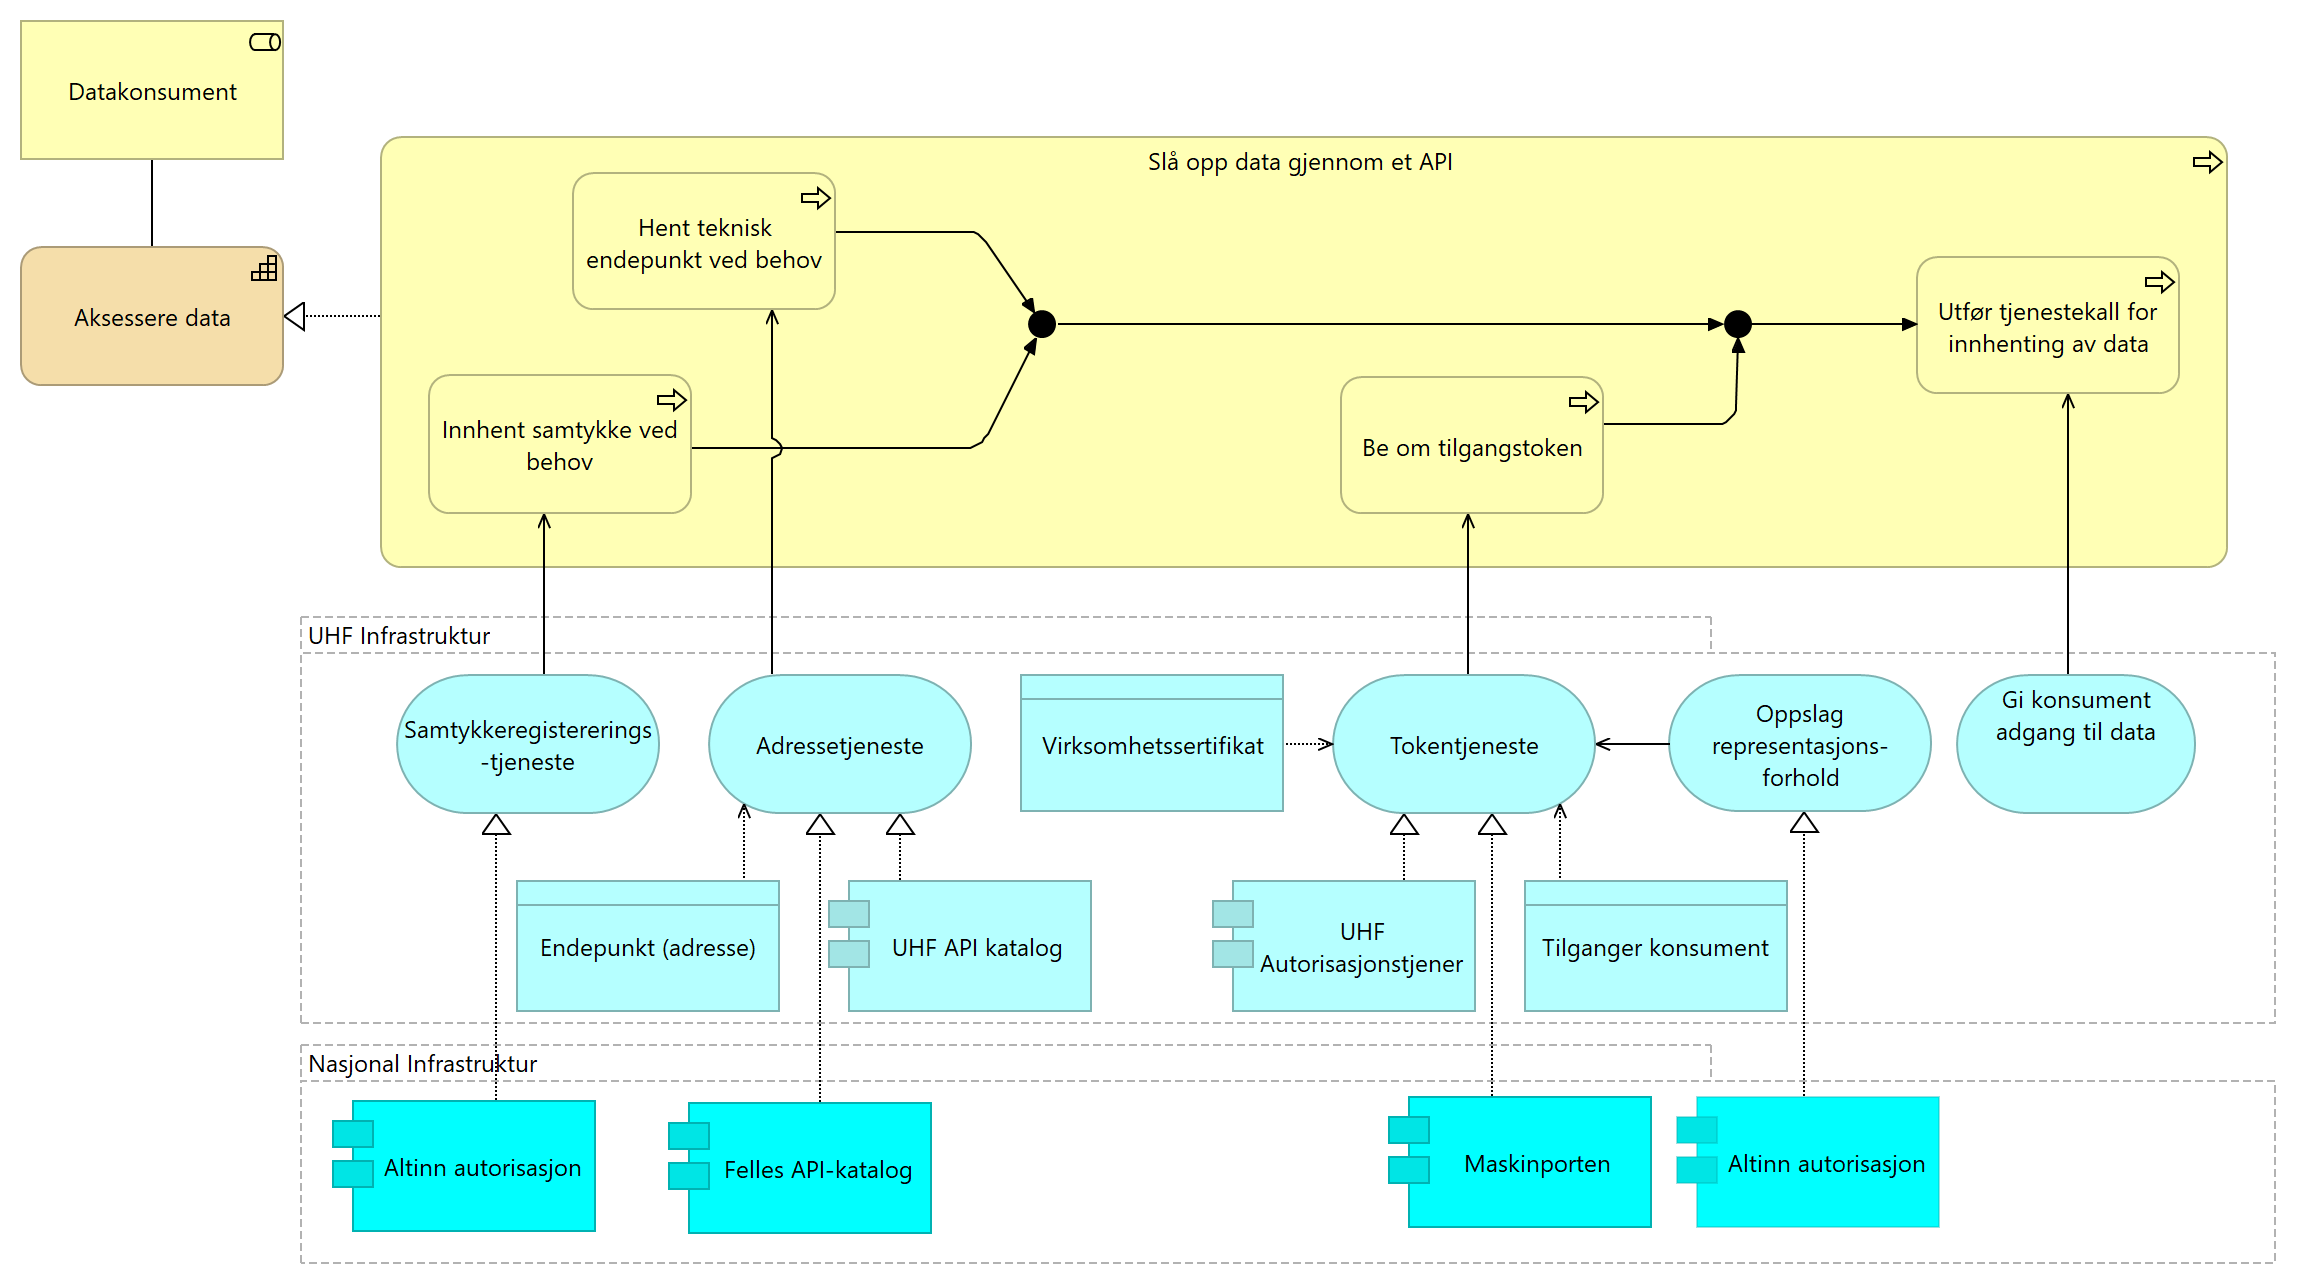 Datakonsument
Aksessere data
Slå opp data gjennom et API
Hent teknisk
endepunkt ved behov
Innhent samtykke ved
behov
Be om tilgangstoken
Utfør tjenestekall for
innhenting av data
UHF Infrastruktur
Samtykkeregistererings
-tjeneste
Adressetjeneste
Virksomhetssertifikat
Tokentjeneste
Oppslag
representasjons-
forhold
Gi konsument
adgang til data
Endepunkt (adresse)
UHF API katalog
UHF
Autorisasjonstjener
Tilganger konsument
Nasjonal Infrastruktur
Altinn autorisasjon
Felles API-katalog
Maskinporten
Altinn autorisasjon